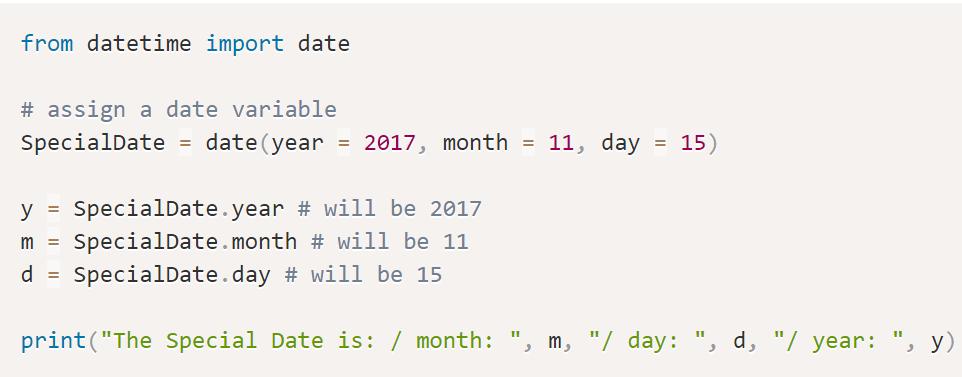 from datetime import date
# assign a date variable
SpecialDate = date(year = 2017, month = 11, day = 15)
y = SpecialDate.year # will be 2017
m = SpecialDate.month # will be 11
d = SpecialDate.day # will be 15
print("The Special Date is: / month: ", m, "/ day: ", d, "/ year: ", y)